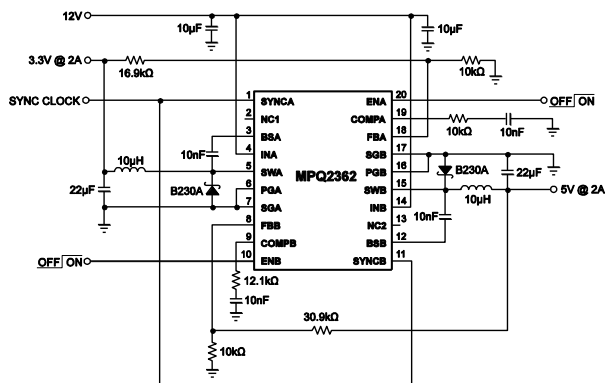 12V
10µF
10µF
3.3V @ 2A
16.9kΩ
10kΩ
SYNC CLOCK
OFF ON
MPQ2362
1 SYNCA
2 NC1
3 BSA
4 INA
5 SWA
6 PGA
7 SGA
8 FBB
9 COMPB
10 ENB
20 ENA
19 COMPA
18 FBA
17 SGB
16 PGB
15 SWB
14 INB
13 NC2
12 BSB
11 SYNCB
10kΩ
10nF
10nF
10µH
B230A
22µF
B230A
22µF
5V @ 2A
10µH
10nF
OFF ON
12.1kΩ
10nF
30.9kΩ
10kΩ